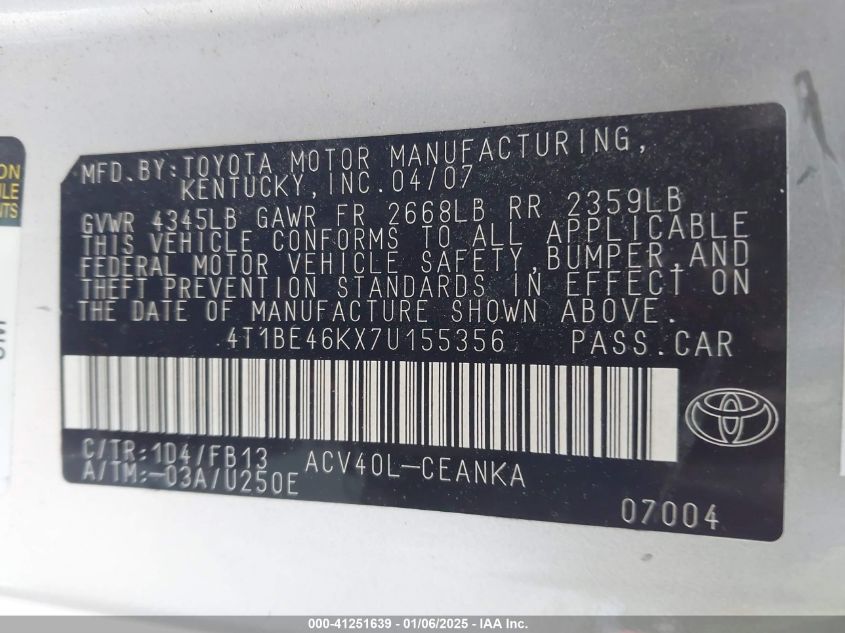 MFD. BY: TOYOTA MOTOR MANUFACTURING,
KENTUCKY, INC. 04/07
GVWR 4345LB GAWR FR 2668LB RR 2359LB
THIS VEHICLE CONFORMS TO ALL APPLICABLE
FEDERAL MOTOR VEHICLE SAFETY, BUMPER, AND
THEFT PREVENTION STANDARDS IN EFFECT ON
THE DATE OF MANUFACTURE SHOWN ABOVE.
4T1BE46KX7U155356 PASS. CAR
C/TR: 1D4/FB13 ACV40L-CEANKA
A/TM: -03A/U250E
07004
000-41251639 - 01/06/2025 - IAA Inc.